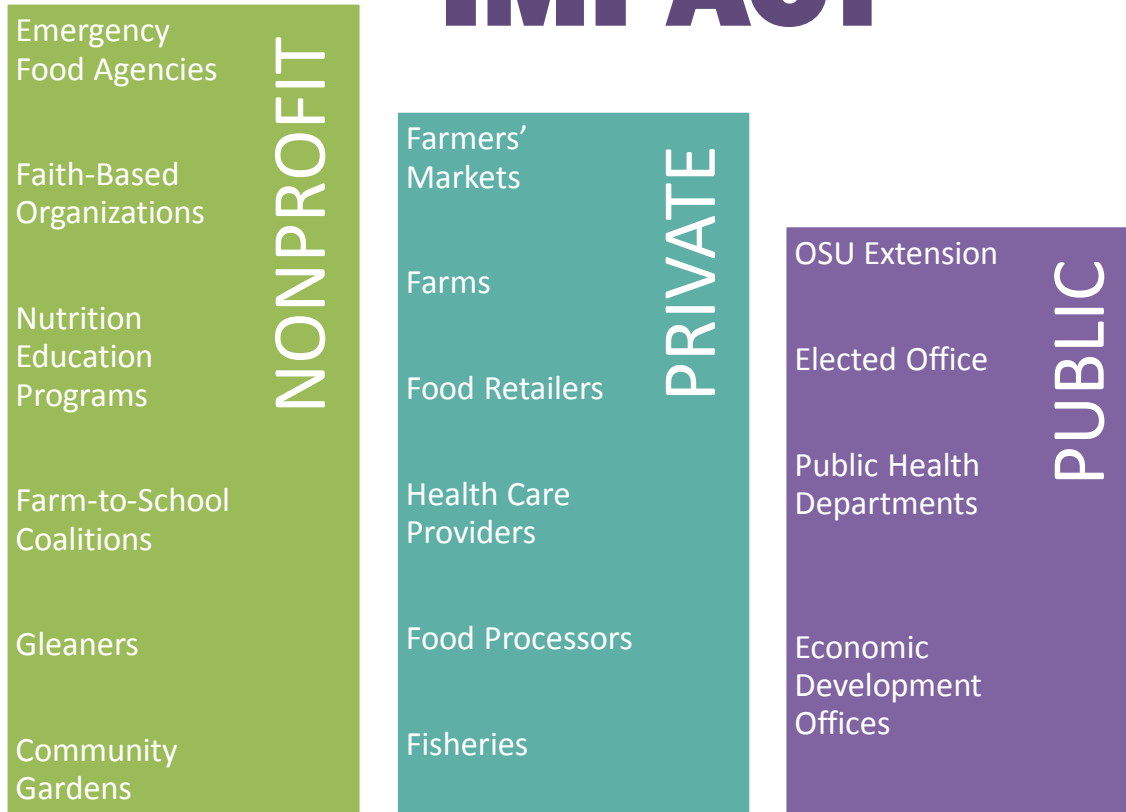 IMPACT
NONPROFIT
Emergency
Food Agencies
Faith-Based
Organizations
Nutrition
Education
Programs
Farm-to-School
Coalitions
Gleaners
Community
Gardens
PRIVATE
Farmers’
Markets
Farms
Food Retailers
Health Care
Providers
Food Processors
Fisheries
PUBLIC
OSU Extension
Elected Office
Public Health
Departments
Economic
Development
Offices